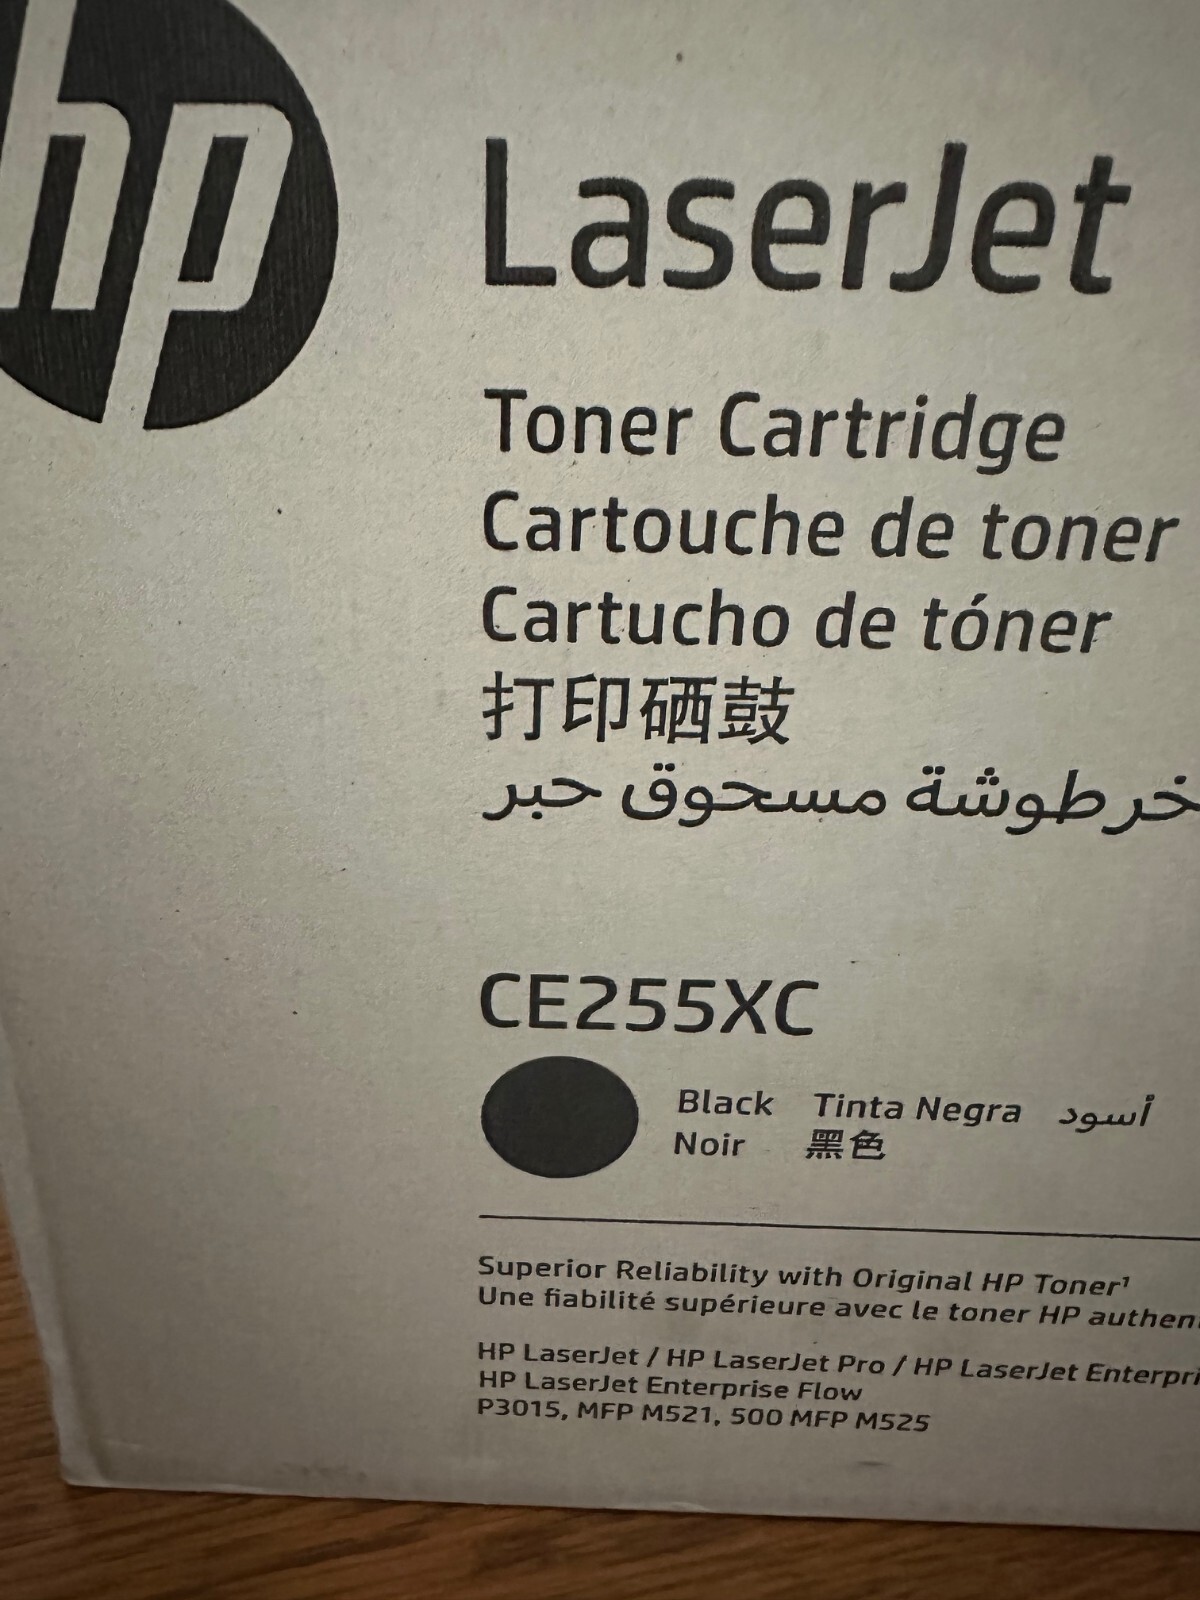 hp
LaserJet
Toner Cartridge
Cartouche de toner
Cartucho de tóner
打印硒鼓
خرطوشة مسحوق حبر
CE255XC
Black Tinta Negra أسود
Noir 黑色
Superior Reliability with Original HP Toner¹
Une fiabilité supérieure avec le toner HP authen
HP LaserJet / HP LaserJet Pro / HP LaserJet Enterpri
HP LaserJet Enterprise Flow
P3015, MFP M521, 500 MFP M525